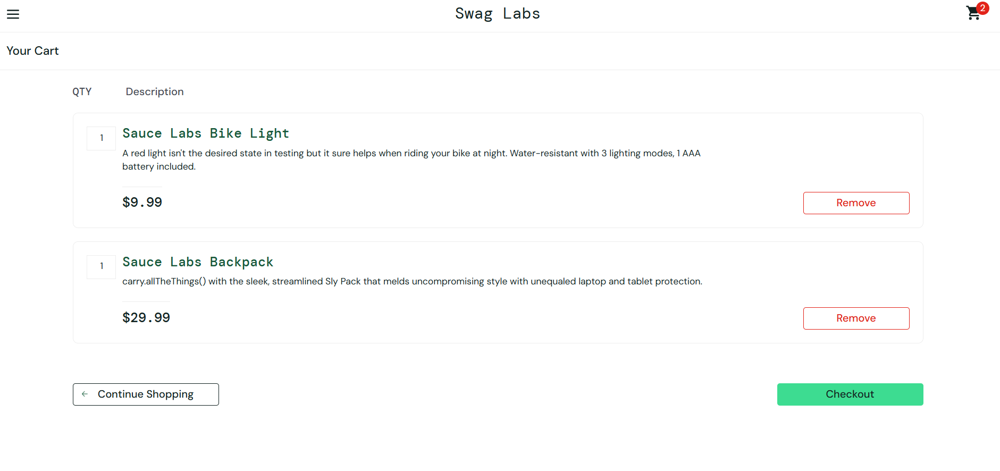 Swag Labs
2
Your Cart
QTY Description
1
Sauce Labs Bike Light
A red light isn't the desired state in testing but it sure helps when riding your bike at night. Water-resistant with 3 lighting modes, 1 AAA
battery included.
$9.99
Remove
1
Sauce Labs Backpack
carry.allTheThings() with the sleek, streamlined Sly Pack that melds uncompromising style with unequaled laptop and tablet protection.
$29.99
Remove
Continue Shopping
Checkout